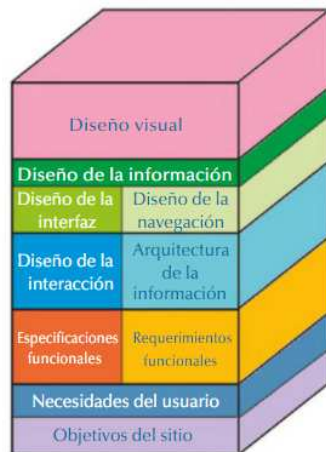 Diseño visual
Diseño de la información
Diseño de la
interfaz
Diseño de la
navegación
Diseño de la
interacción
Arquitectura
de la
información
Especificaciones
funcionales
Requerimientos
funcionales
Necesidades del usuario
Objetivos del sitio